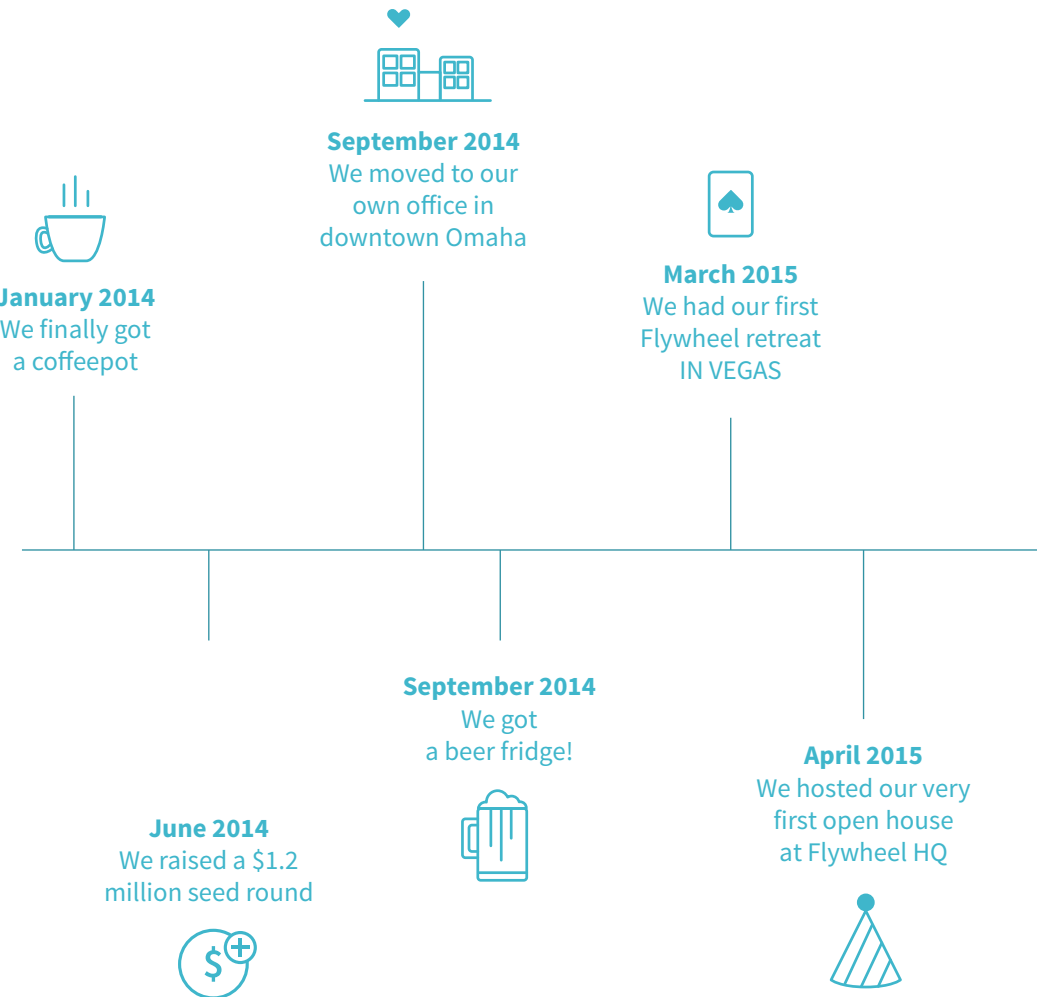 January 2014
We finally got
a coffeepot
June 2014
We raised a $1.2
million seed round
$
September 2014
We moved to our
own office in
downtown Omaha
September 2014
We got
a beer fridge!
March 2015
We had our first
Flywheel retreat
IN VEGAS
April 2015
We hosted our very
first open house
at Flywheel HQ